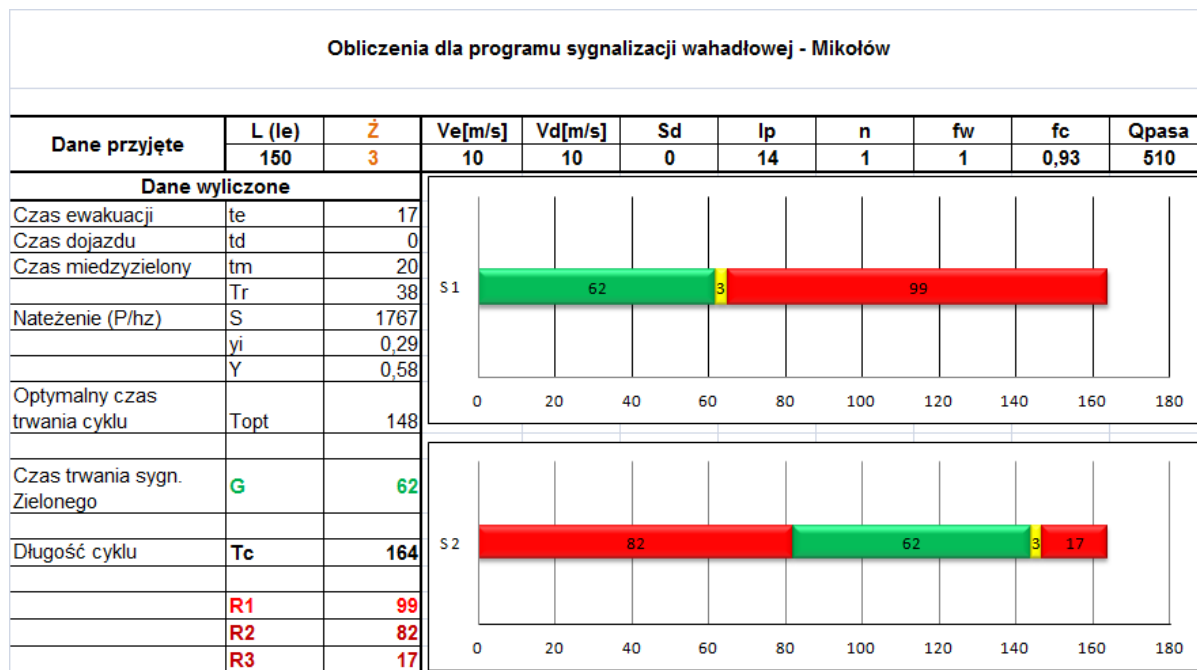 Obliczenia dla programu sygnalizacji wahadłowej - Mikołów
Dane przyjęte L (le) Ż Ve[m/s] Vd[m/s] Sd lp n fw fc Qpasa
150 3 10 10 0 14 1 1 0,93 510
Dane wyliczone
Czas ewakuacji te 17
Czas dojazdu td 0
Czas miedzyzielony tm 20
Tr 38
Nateżenie (P/hz) S 1767
yi 0,29
Y 0,58
Optymalny czas
trwania cyklu Topt 148
Czas trwania sygn.
Zielonego G 62
Długość cyklu Tc 164
R1 99
R2 82
R3 17
S 1 62 3 99
0 20 40 60 80 100 120 140 160 180
S 2 82 62 3 17
0 20 40 60 80 100 120 140 160 180